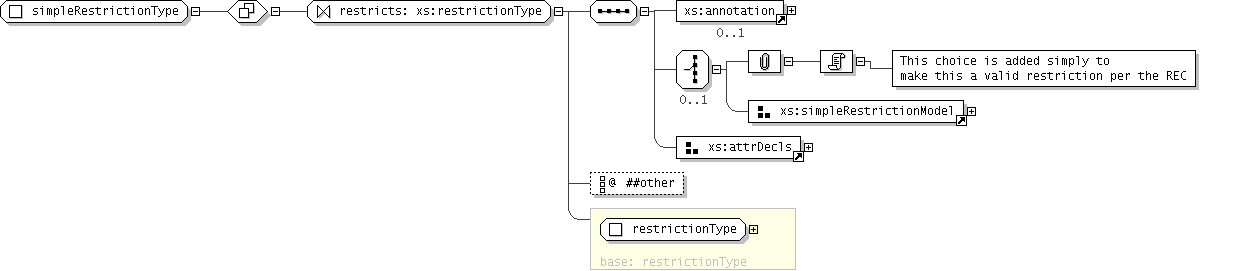 simpleRestrictionType
restricts: xs:restrictionType
xs:annotation
0..1
This choice is added simply to
make this a valid restriction per the REC
0..1
xs:simpleRestrictionModel
xs:attrDecls
@ ##other
restrictionType
base: restrictionType